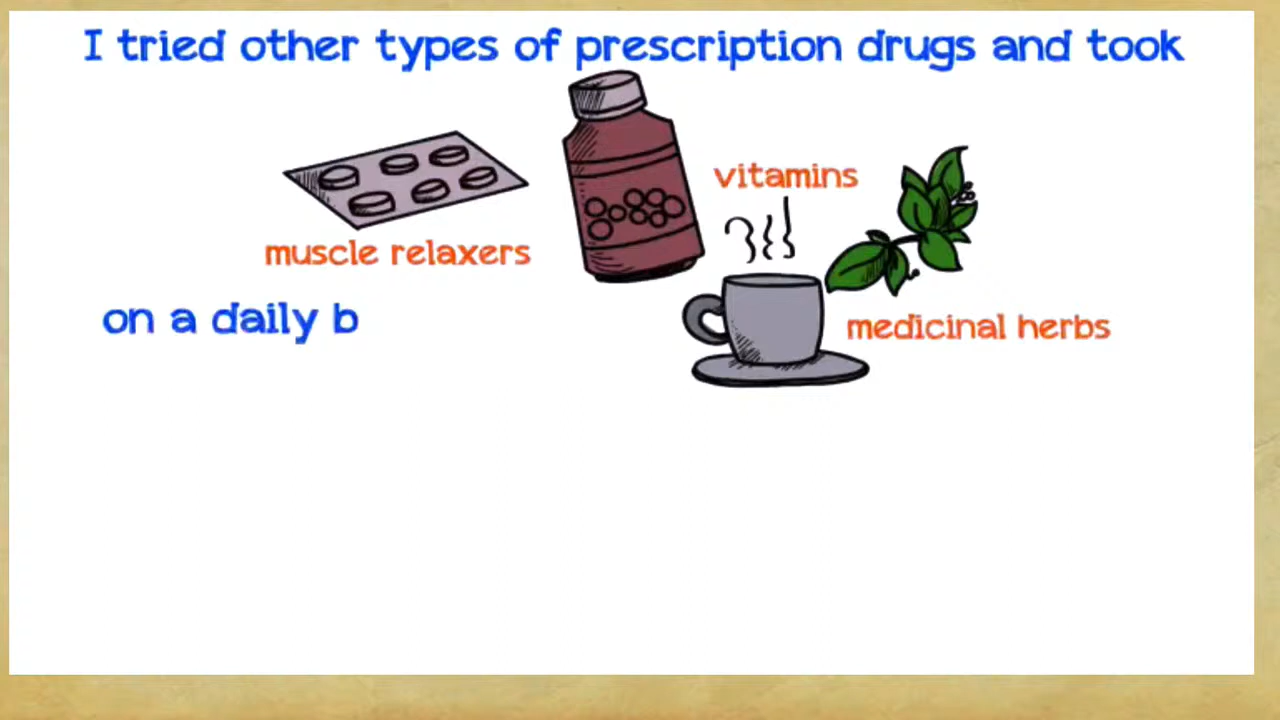 I tried other types of prescription drugs and took
vitamins
muscle relaxers
on a daily b
medicinal herbs